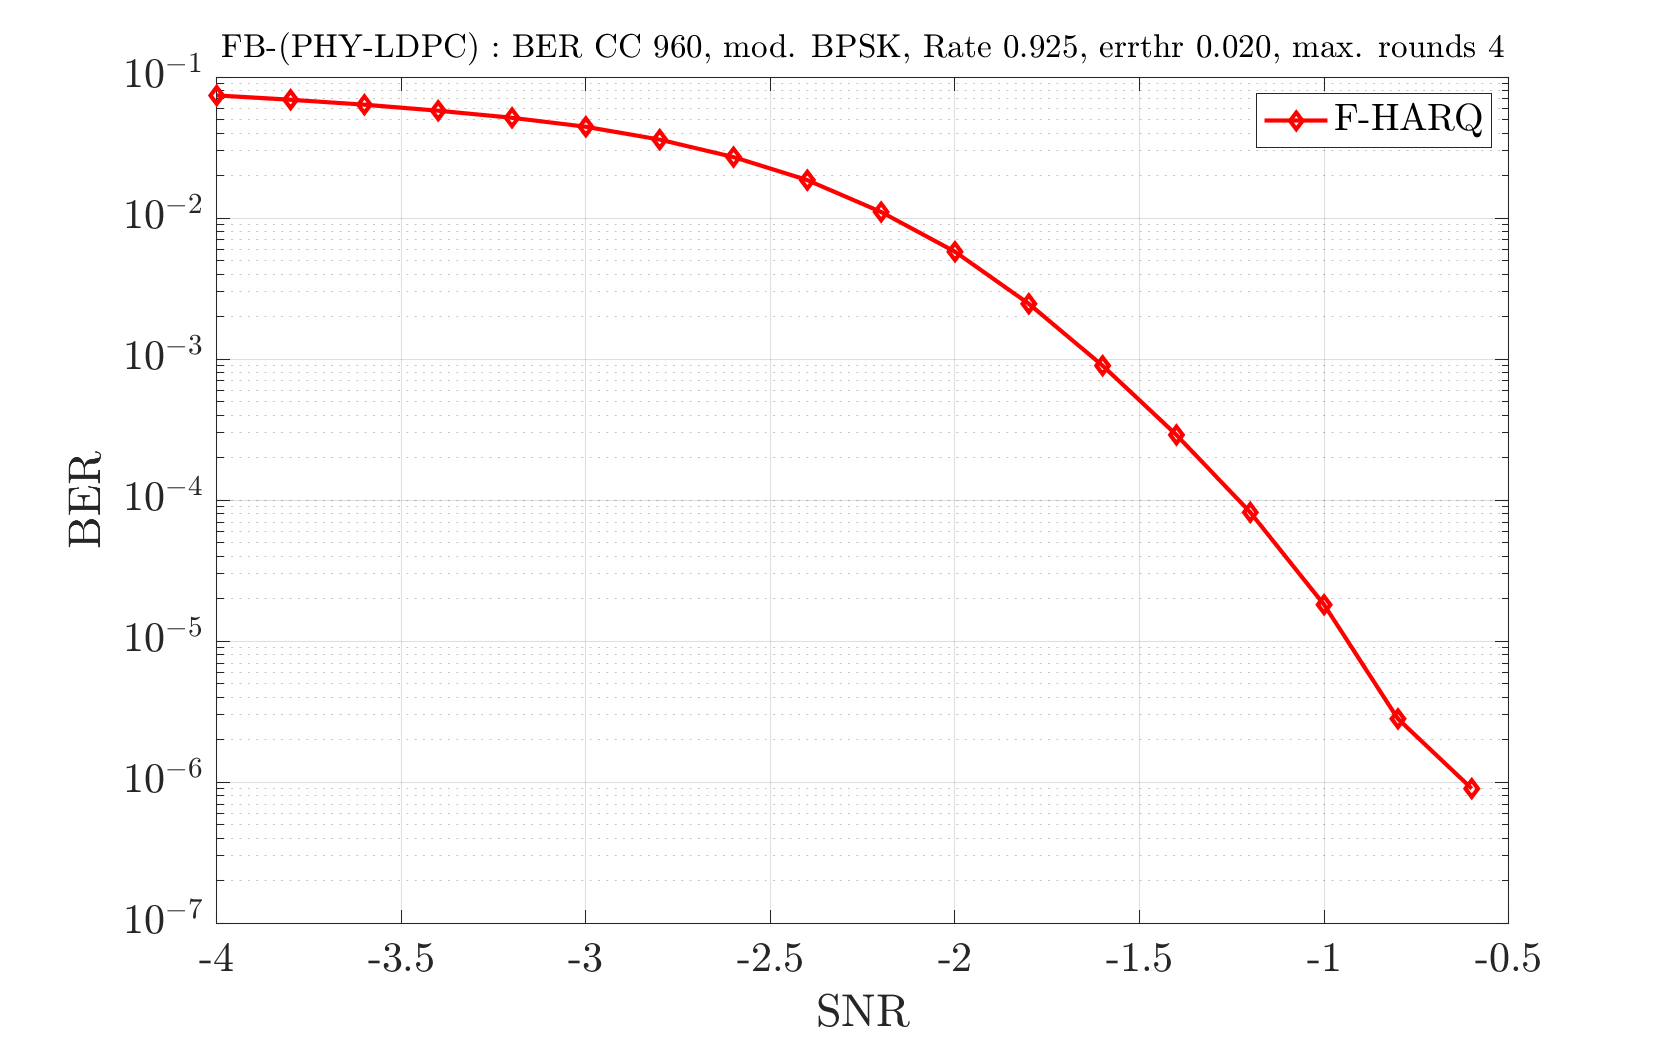 FB-(PHY-LDPC) : BER CC 960, mod. BPSK, Rate 0.925, errthr 0.020, max. rounds 4
F-HARQ
10⁻¹
10⁻²
10⁻³
10⁻⁴
10⁻⁵
10⁻⁶
10⁻⁷
BER
-4 -3.5 -3 -2.5 -2 -1.5 -1 -0.5
SNR